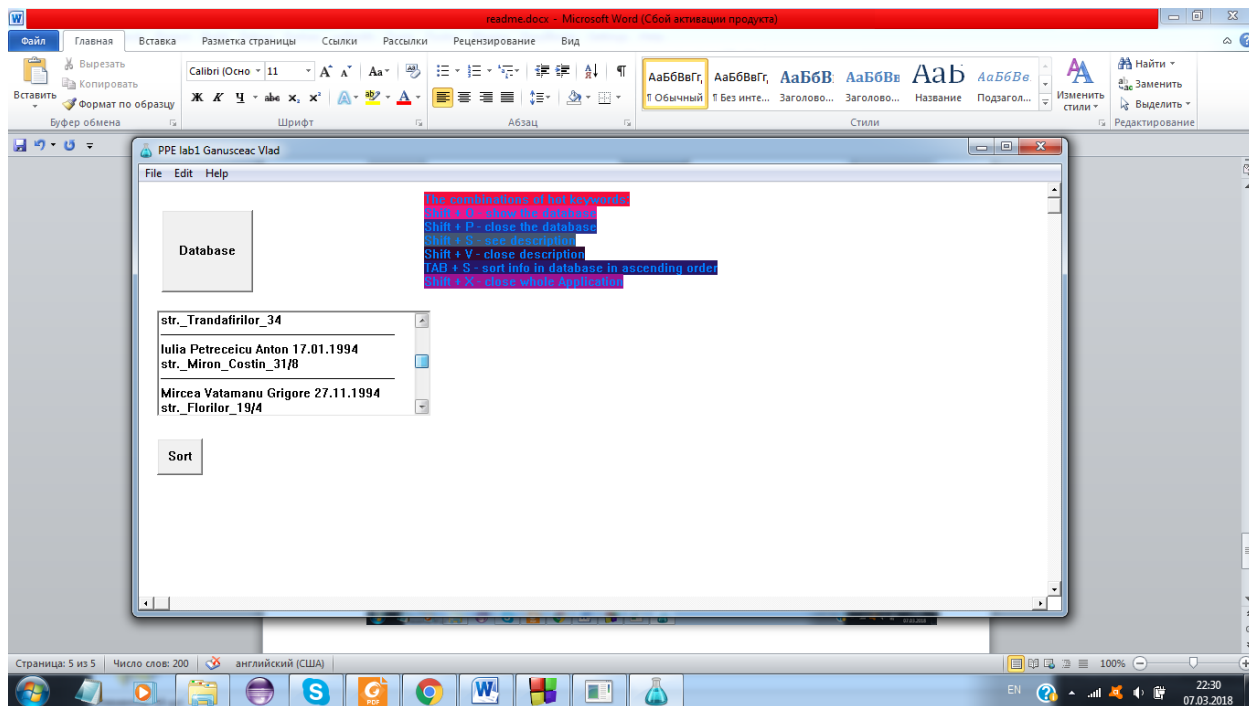 readme.docx - Microsoft Word (Сбой активации продукта)
Файл Главная Вставка Разметка страницы Ссылки Рассылки Рецензирование Вид
Вставить
Вырезать
Копировать
Формат по образцу
Буфер обмена
Calibri (Осно 11
Ж К Ч abc x₂ x²
Шрифт
Абзац
АаБбВвГг, АаБбВвГг, АаБбВ АаБбВв АаБ АаБбВв
¶ Обычный ¶ Без инте... Заголово... Заголово... Название Подзагол...
Изменить стили
Стили
Найти
Заменить
Выделить
Редактирование
PPE lab1 Ganusceac Vlad
File Edit Help
Database
The combinations of hot keywords:
Shift + O - show the database
Shift + P - close the database
Shift + S - see description
Shift + V - close description
TAB + S - sort info in database in ascending order
Shift + X - close whole Application
str._Trandafirilor_34
Iulia Petreceicu Anton 17.01.1994
str._Miron_Costin_31/8
Mircea Vatamanu Grigore 27.11.1994
str._Florilor_19/4
Sort
Страница: 5 из 5 Число слов: 200 английский (США) 100%
EN 22:30
07.03.2018